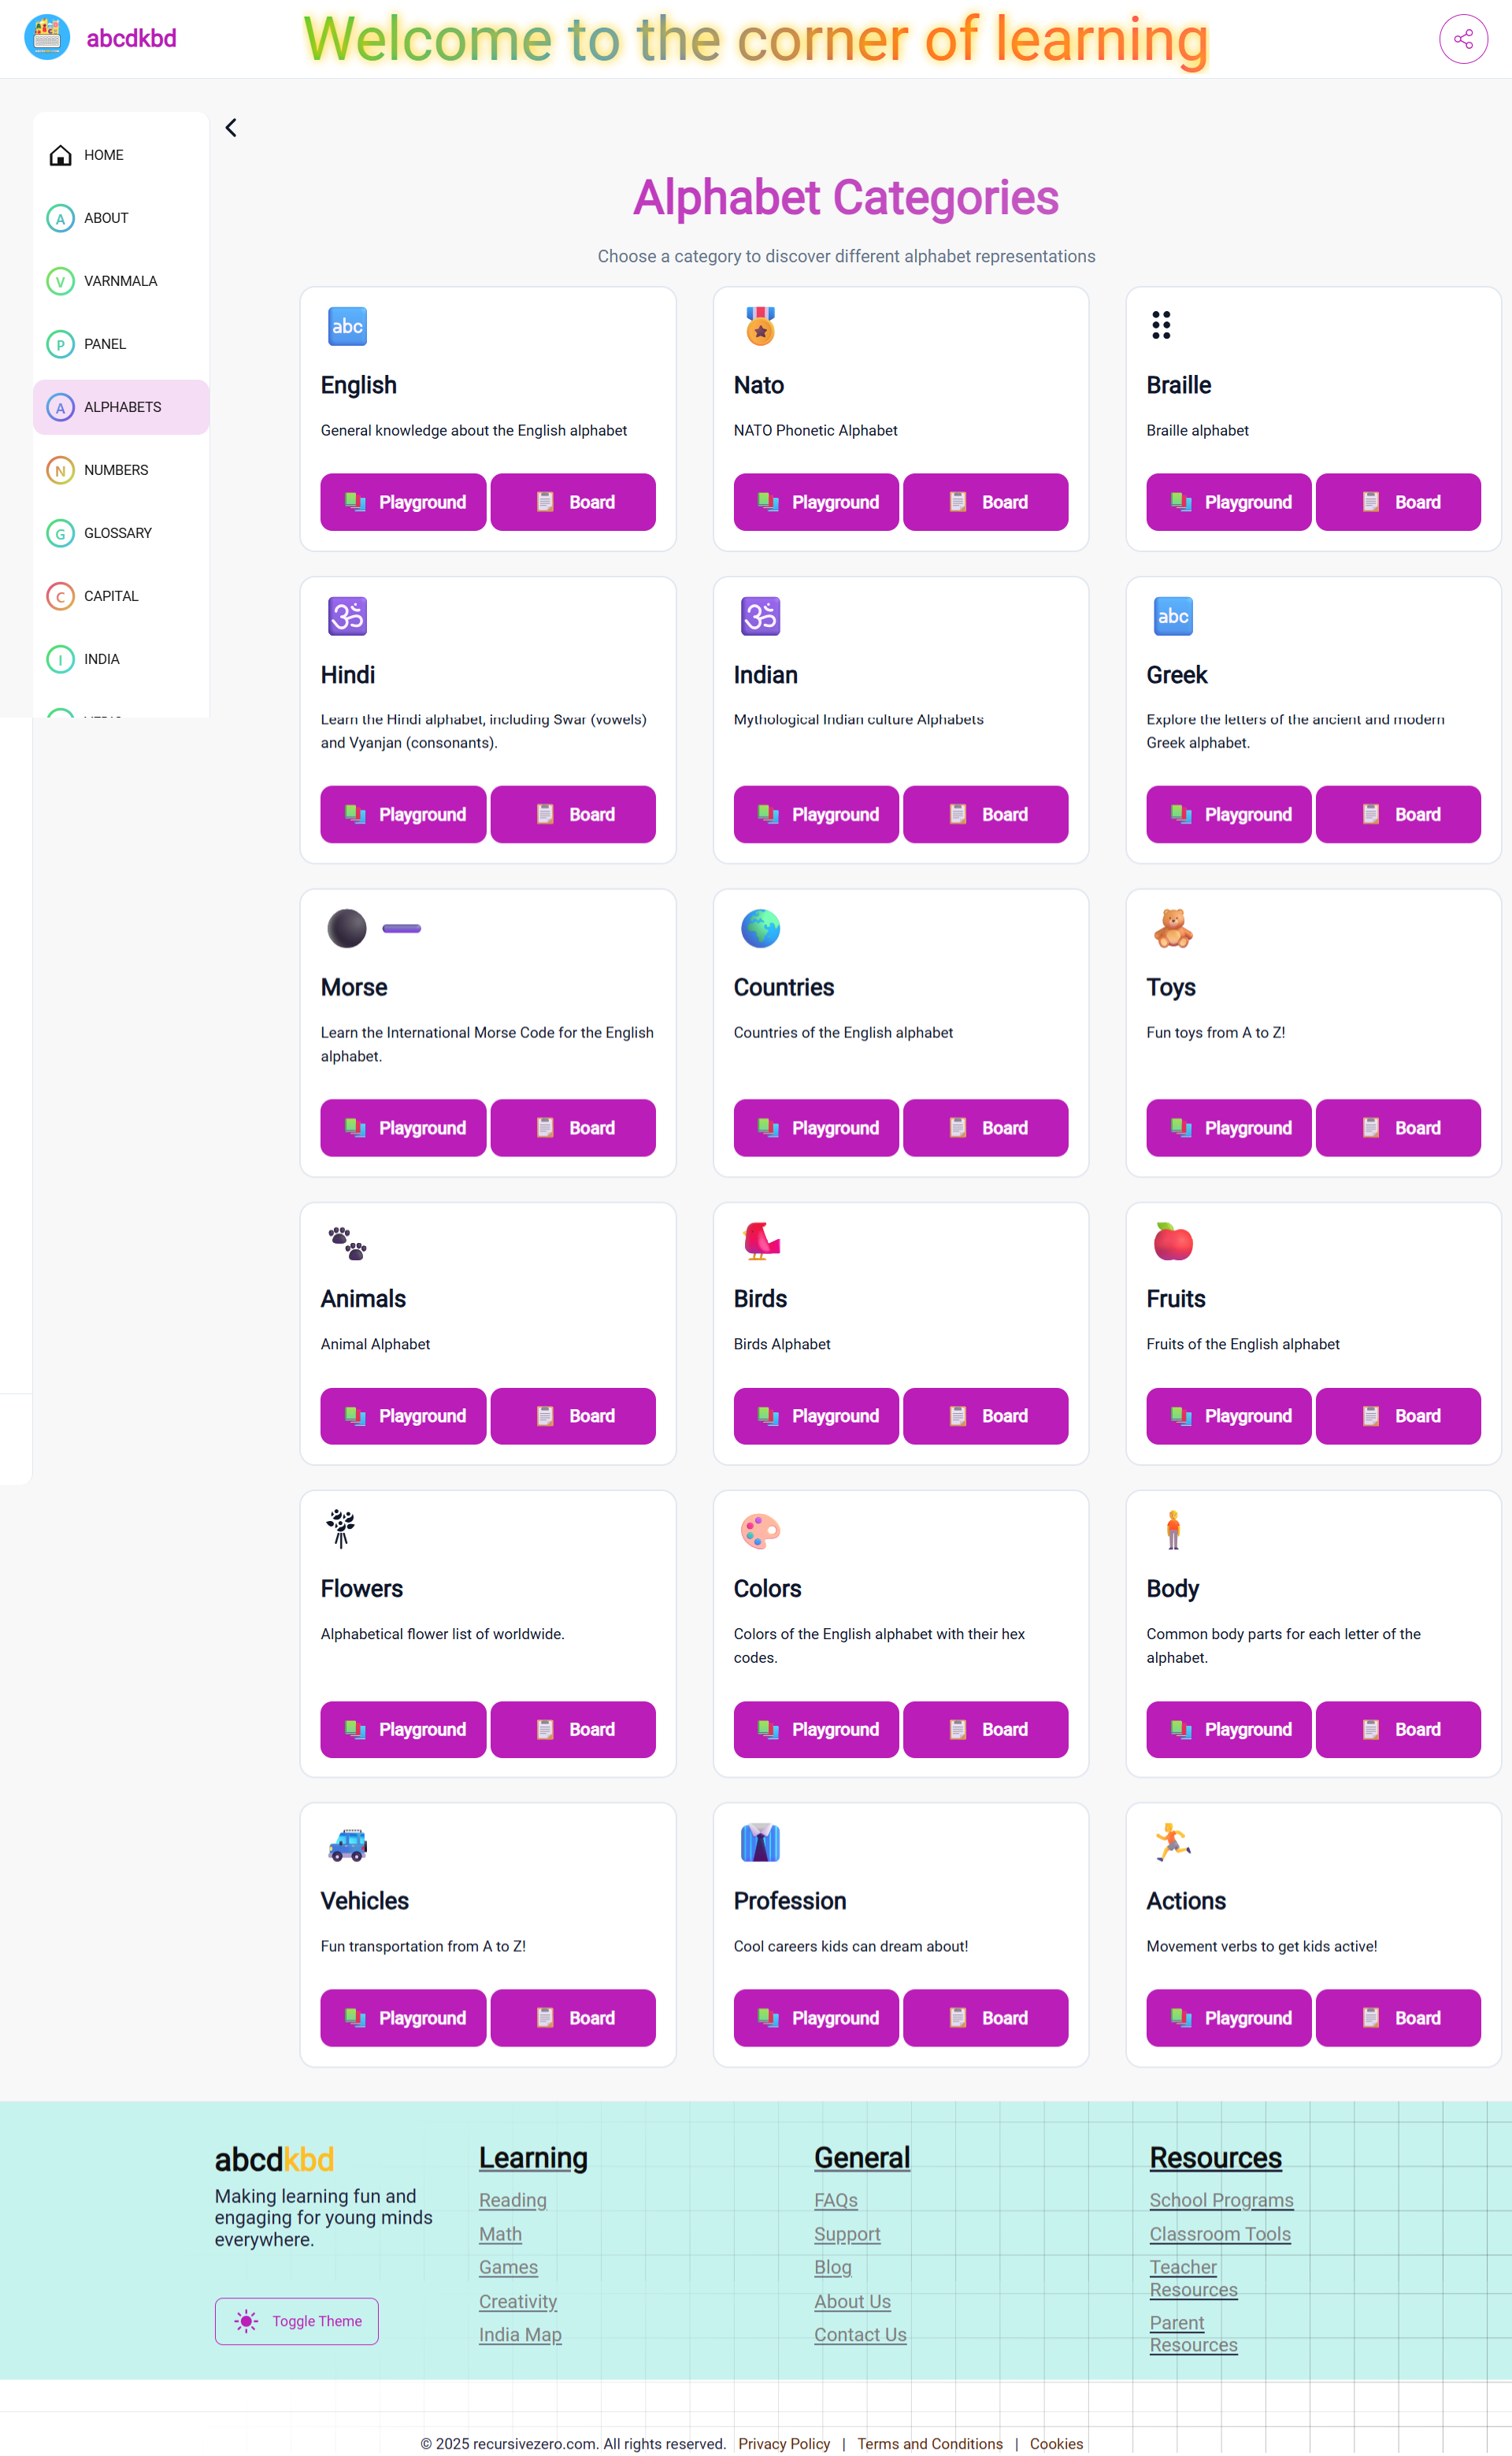 abcdkbd
Welcome to the corner of learning
HOME
A ABOUT
V VARNMALA
P PANEL
A ALPHABETS
N NUMBERS
G GLOSSARY
C CAPITAL
I INDIA
Alphabet Categories
Choose a category to discover different alphabet representations
abc
English
General knowledge about the English alphabet
Playground Board
Nato
NATO Phonetic Alphabet
Playground Board
Braille
Braille alphabet
Playground Board
ॐ
Hindi
Learn the Hindi alphabet, including Swar (vowels)
and Vyanjan (consonants).
Playground Board
ॐ
Indian
Mythological Indian culture Alphabets
Playground Board
abc
Greek
Explore the letters of the ancient and modern
Greek alphabet.
Playground Board
Morse
Learn the International Morse Code for the English
alphabet.
Playground Board
Countries
Countries of the English alphabet
Playground Board
Toys
Fun toys from A to Z!
Playground Board
Animals
Animal Alphabet
Playground Board
Birds
Birds Alphabet
Playground Board
Fruits
Fruits of the English alphabet
Playground Board
Flowers
Alphabetical flower list of worldwide.
Playground Board
Colors
Colors of the English alphabet with their hex
codes.
Playground Board
Body
Common body parts for each letter of the
alphabet.
Playground Board
Vehicles
Fun transportation from A to Z!
Playground Board
Profession
Cool careers kids can dream about!
Playground Board
Actions
Movement verbs to get kids active!
Playground Board
abcdkbd
Making learning fun and
engaging for young minds
everywhere.
Toggle Theme
Learning
Reading
Math
Games
Creativity
India Map
General
FAQs
Support
Blog
About Us
Contact Us
Resources
School Programs
Classroom Tools
Teacher
Resources
Parent
Resources
© 2025 recursivezero.com. All rights reserved. Privacy Policy | Terms and Conditions | Cookies